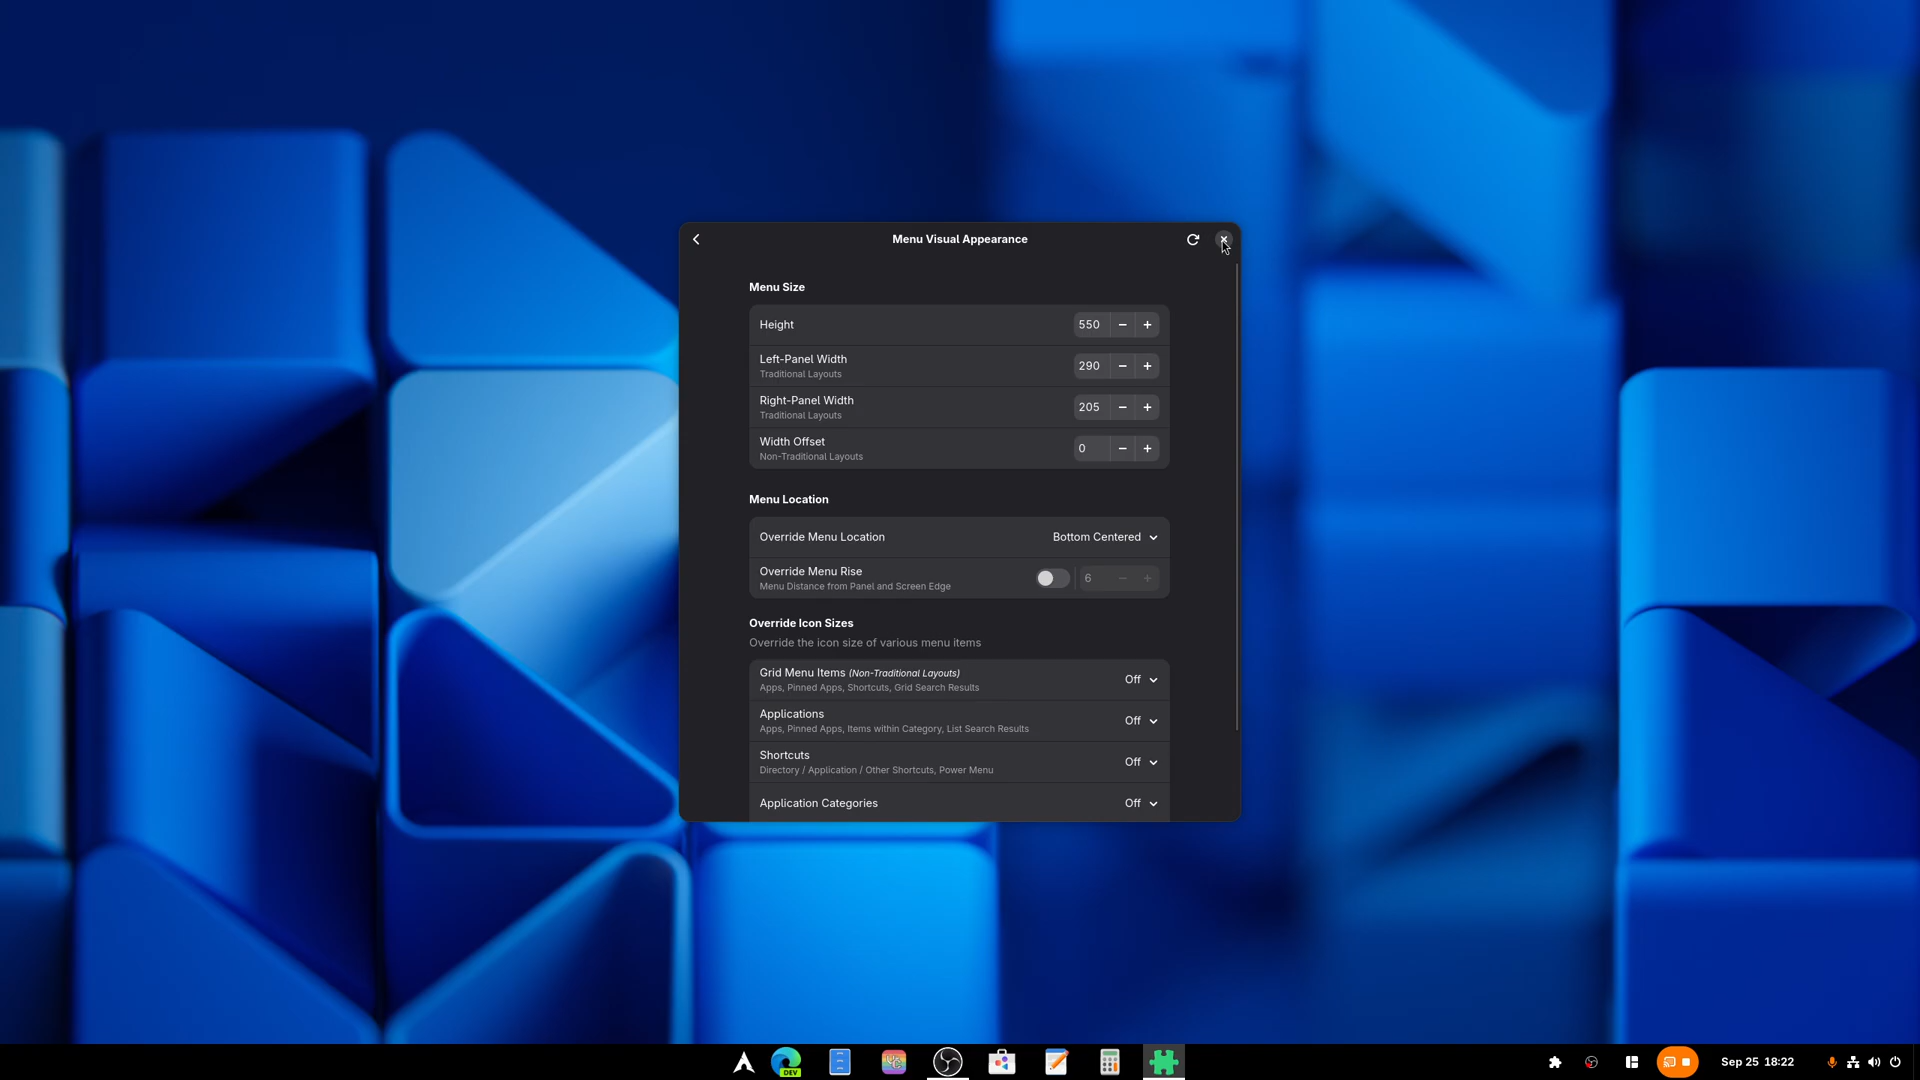 Menu Visual Appearance
Menu Size
Height
550
Left-Panel Width
Traditional Layouts
290
Right-Panel Width
Traditional Layouts
205
Width Offset
Non-Traditional Layouts
0
Menu Location
Override Menu Location
Bottom Centered
Override Menu Rise
Menu Distance from Panel and Screen Edge
6
Override Icon Sizes
Override the icon size of various menu items
Grid Menu Items (Non-Traditional Layouts)
Apps, Pinned Apps, Shortcuts, Grid Search Results
Off
Applications
Apps, Pinned Apps, Items within Category, List Search Results
Off
Shortcuts
Directory / Application / Other Shortcuts, Power Menu
Off
Application Categories
Off
DEV
Sep 25 18:22